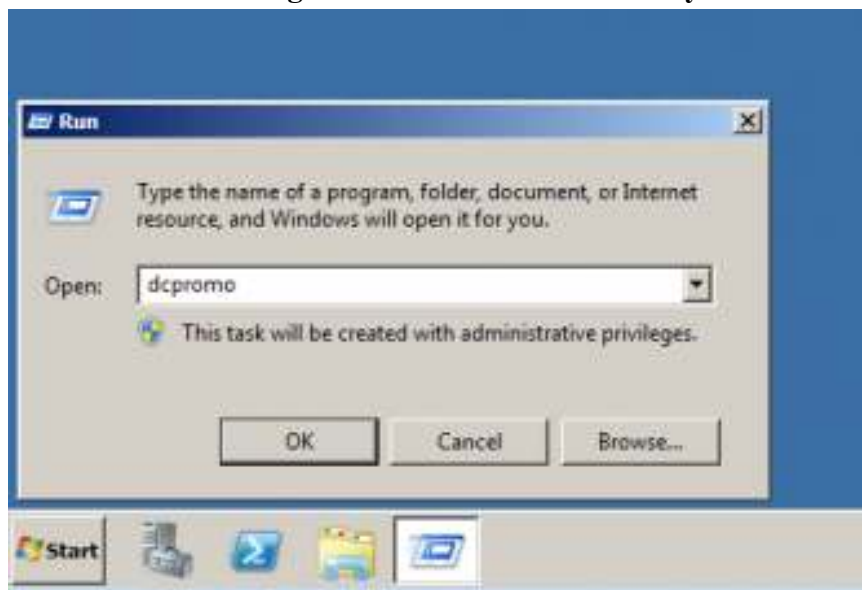 Run
Type the name of a program, folder, document, or Internet
resource, and Windows will open it for you.
Open:
dcpromo
This task will be created with administrative privileges.
OK
Cancel
Browse...
Start